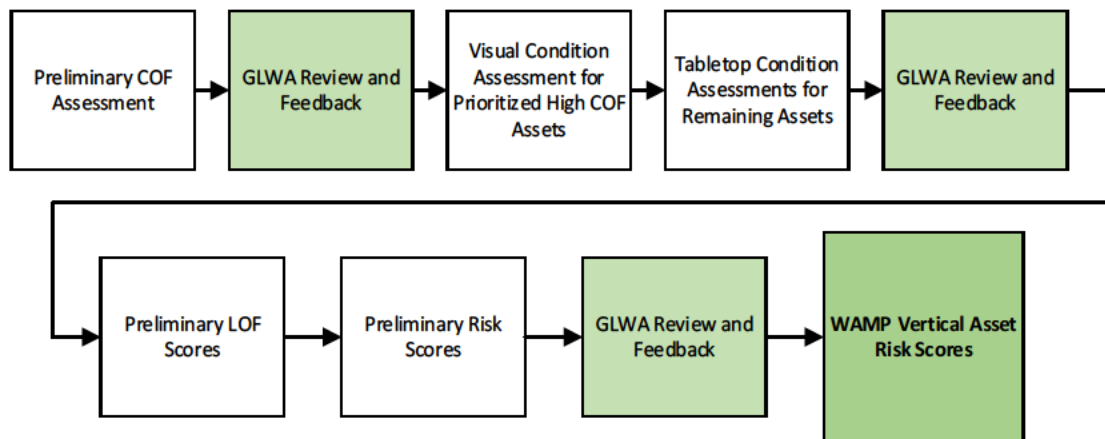 Preliminary COF
Assessment
GLWA Review and
Feedback
Visual Condition
Assessment for
Prioritized High COF
Assets
Tabletop Condition
Assessments for
Remaining Assets
GLWA Review and
Feedback
Preliminary LOF
Scores
Preliminary Risk
Scores
GLWA Review and
Feedback
WAMP Vertical Asset
Risk Scores